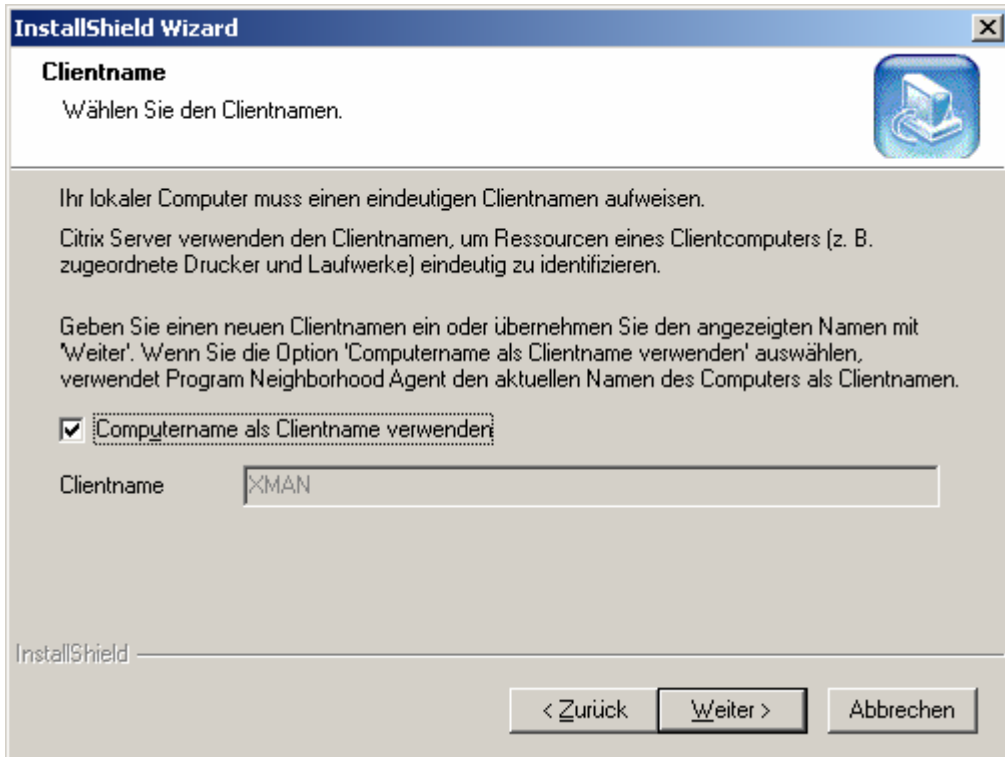 InstallShield Wizard
Clientname
Wählen Sie den Clientnamen.
Ihr lokaler Computer muss einen eindeutigen Clientnamen aufweisen.
Citrix Server verwenden den Clientnamen, um Ressourcen eines Clientcomputers (z. B.
zugeordnete Drucker und Laufwerke) eindeutig zu identifizieren.
Geben Sie einen neuen Clientnamen ein oder übernehmen Sie den angezeigten Namen mit
'Weiter'. Wenn Sie die Option 'Computername als Clientname verwenden' auswählen,
verwendet Program Neighborhood Agent den aktuellen Namen des Computers als Clientnamen.
Computername als Clientname verwenden
Clientname XMAN
InstallShield
< Zurück Weiter > Abbrechen